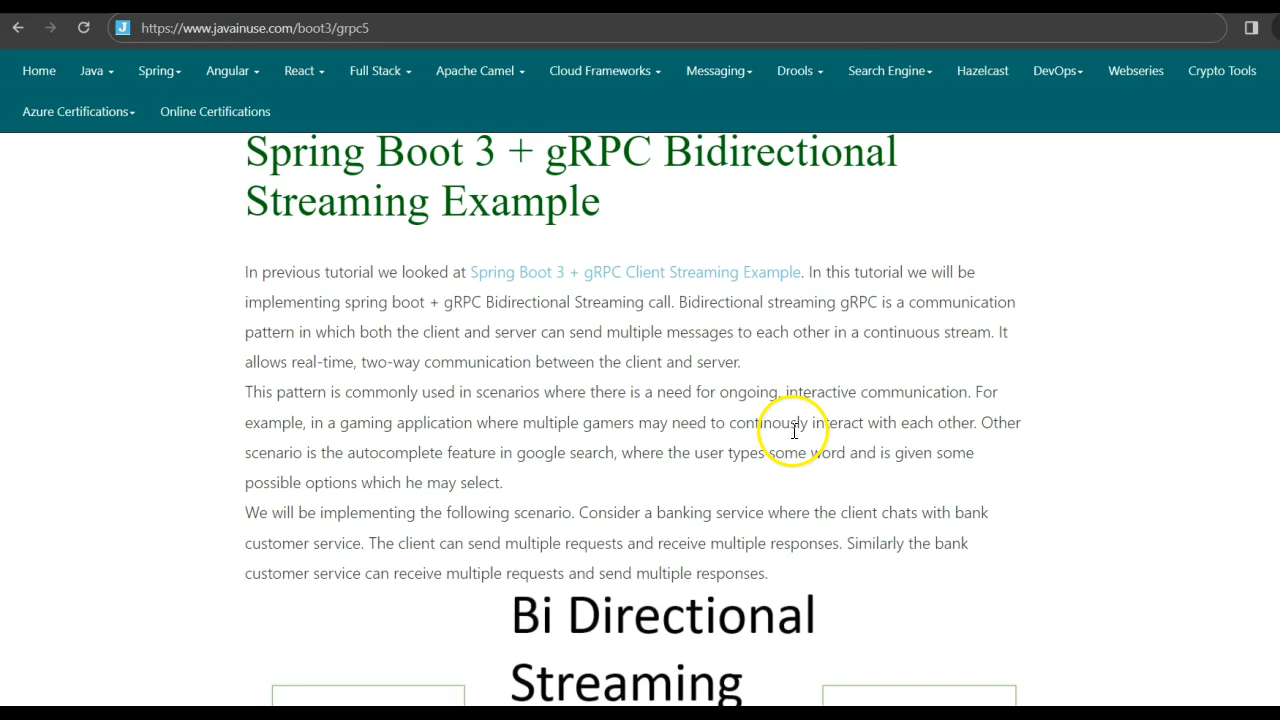 https://www.javainuse.com/boot3/grpc5
Home Java Spring Angular React Full Stack Apache Camel Cloud Frameworks Messaging Drools Search Engine Hazelcast DevOps Webseries Crypto Tools
Azure Certifications Online Certifications
Spring Boot 3 + gRPC Bidirectional
Streaming Example
In previous tutorial we looked at Spring Boot 3 + gRPC Client Streaming Example. In this tutorial we will be
implementing spring boot + gRPC Bidirectional Streaming call. Bidirectional streaming gRPC is a communication
pattern in which both the client and server can send multiple messages to each other in a continuous stream. It
allows real-time, two-way communication between the client and server.
This pattern is commonly used in scenarios where there is a need for ongoing, interactive communication. For
example, in a gaming application where multiple gamers may need to continously interact with each other. Other
scenario is the autocomplete feature in google search, where the user types some word and is given some
possible options which he may select.
We will be implementing the following scenario. Consider a banking service where the client chats with bank
customer service. The client can send multiple requests and receive multiple responses. Similarly the bank
customer service can receive multiple requests and send multiple responses.
Bi Directional
Streaming